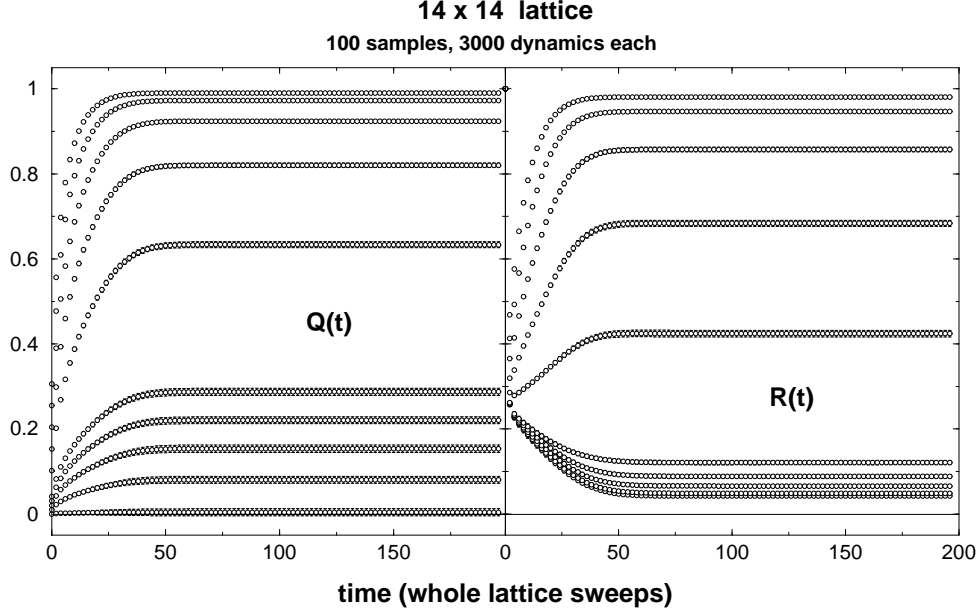 14 x 14 lattice
100 samples, 3000 dynamics each
1
0.8
0.6
0.4
0.2
0
Q(t)
R(t)
0 50 100 150 0 50 100 150 200
time (whole lattice sweeps)